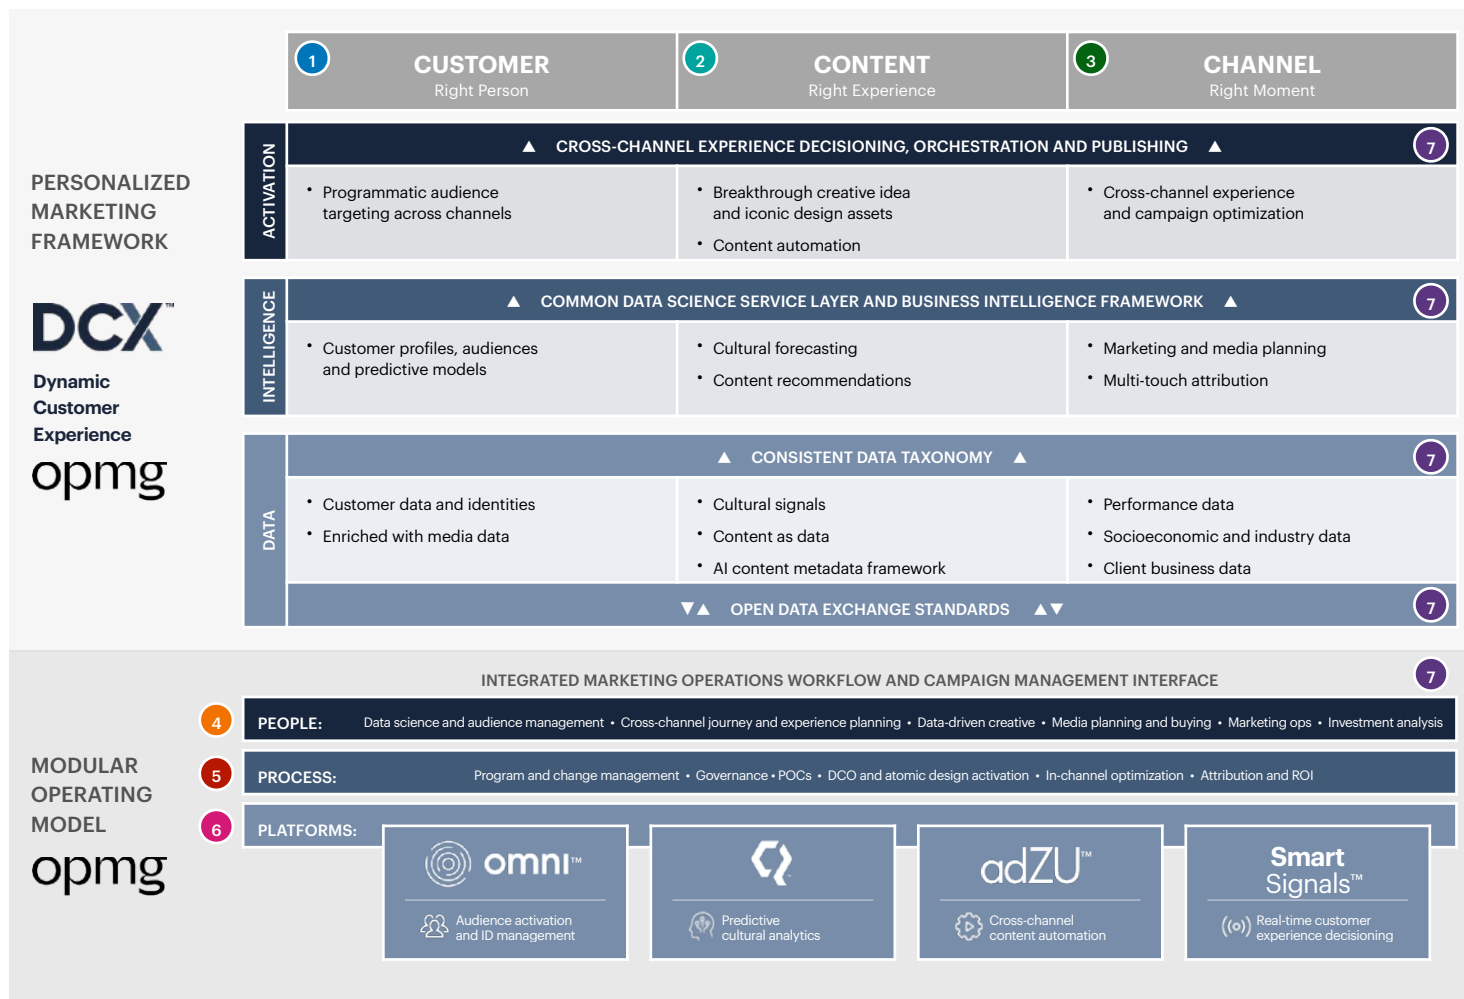 1 CUSTOMER
Right Person
2 CONTENT
Right Experience
3 CHANNEL
Right Moment
PERSONALIZED
MARKETING
FRAMEWORK
DCX™
Dynamic
Customer
Experience
opmg
ACTIVATION
▲ CROSS-CHANNEL EXPERIENCE DECISIONING, ORCHESTRATION AND PUBLISHING ▲ 7
• Programmatic audience
targeting across channels
• Breakthrough creative idea
and iconic design assets
• Content automation
• Cross-channel experience
and campaign optimization
INTELLIGENCE
▲ COMMON DATA SCIENCE SERVICE LAYER AND BUSINESS INTELLIGENCE FRAMEWORK ▲ 7
• Customer profiles, audiences
and predictive models
• Cultural forecasting
• Content recommendations
• Marketing and media planning
• Multi-touch attribution
DATA
▲ CONSISTENT DATA TAXONOMY ▲ 7
• Customer data and identities
• Enriched with media data
• Cultural signals
• Content as data
• AI content metadata framework
• Performance data
• Socioeconomic and industry data
• Client business data
▼▲ OPEN DATA EXCHANGE STANDARDS ▲▼ 7
MODULAR
OPERATING
MODEL
opmg
INTEGRATED MARKETING OPERATIONS WORKFLOW AND CAMPAIGN MANAGEMENT INTERFACE 7
4 PEOPLE: Data science and audience management • Cross-channel journey and experience planning • Data-driven creative • Media planning and buying • Marketing ops • Investment analysis
5 PROCESS: Program and change management • Governance • POCs • DCO and atomic design activation • In-channel optimization • Attribution and ROI
6 PLATFORMS:
omni™
Audience activation
and ID management
Predictive
cultural analytics
adZU™
Cross-channel
content automation
Smart
Signals™
Real-time customer
experience decisioning